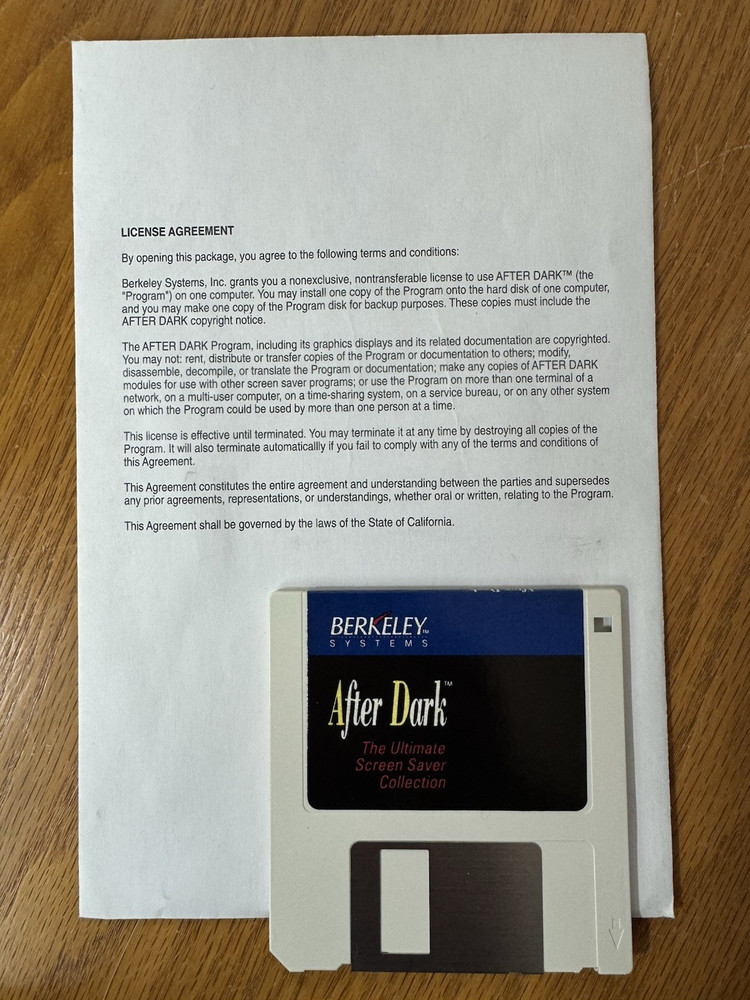 LICENSE AGREEMENT
By opening this package, you agree to the following terms and conditions:
Berkeley Systems, Inc. grants you a nonexclusive, nontransferable license to use AFTER DARK™ (the
"Program") on one computer. You may install one copy of the Program onto the hard disk of one computer,
and you may make one copy of the Program disk for backup purposes. These copies must include the
AFTER DARK copyright notice.
The AFTER DARK Program, including its graphics displays and its related documentation are copyrighted.
You may not: rent, distribute or transfer copies of the Program or documentation to others; modify,
disassemble, decompile, or translate the Program or documentation; make any copies of AFTER DARK
modules for use with other screen saver programs; or use the Program on more than one terminal of a
network, on a multi-user computer, on a time-sharing system, on a service bureau, or on any other system
on which the Program could be used by more than one person at a time.
This license is effective until terminated. You may terminate it at any time by destroying all copies of the
Program. It will also terminate automaticallly if you fail to comply with any of the terms and conditions of
this Agreement.
This Agreement constitutes the entire agreement and understanding between the parties and supersedes
any prior agreements, representations, or understandings, whether oral or written, relating to the Program.
This Agreement shall be governed by the laws of the State of California.
BERKELEY™
SYSTEMS
After Dark™
The Ultimate
Screen Saver
Collection